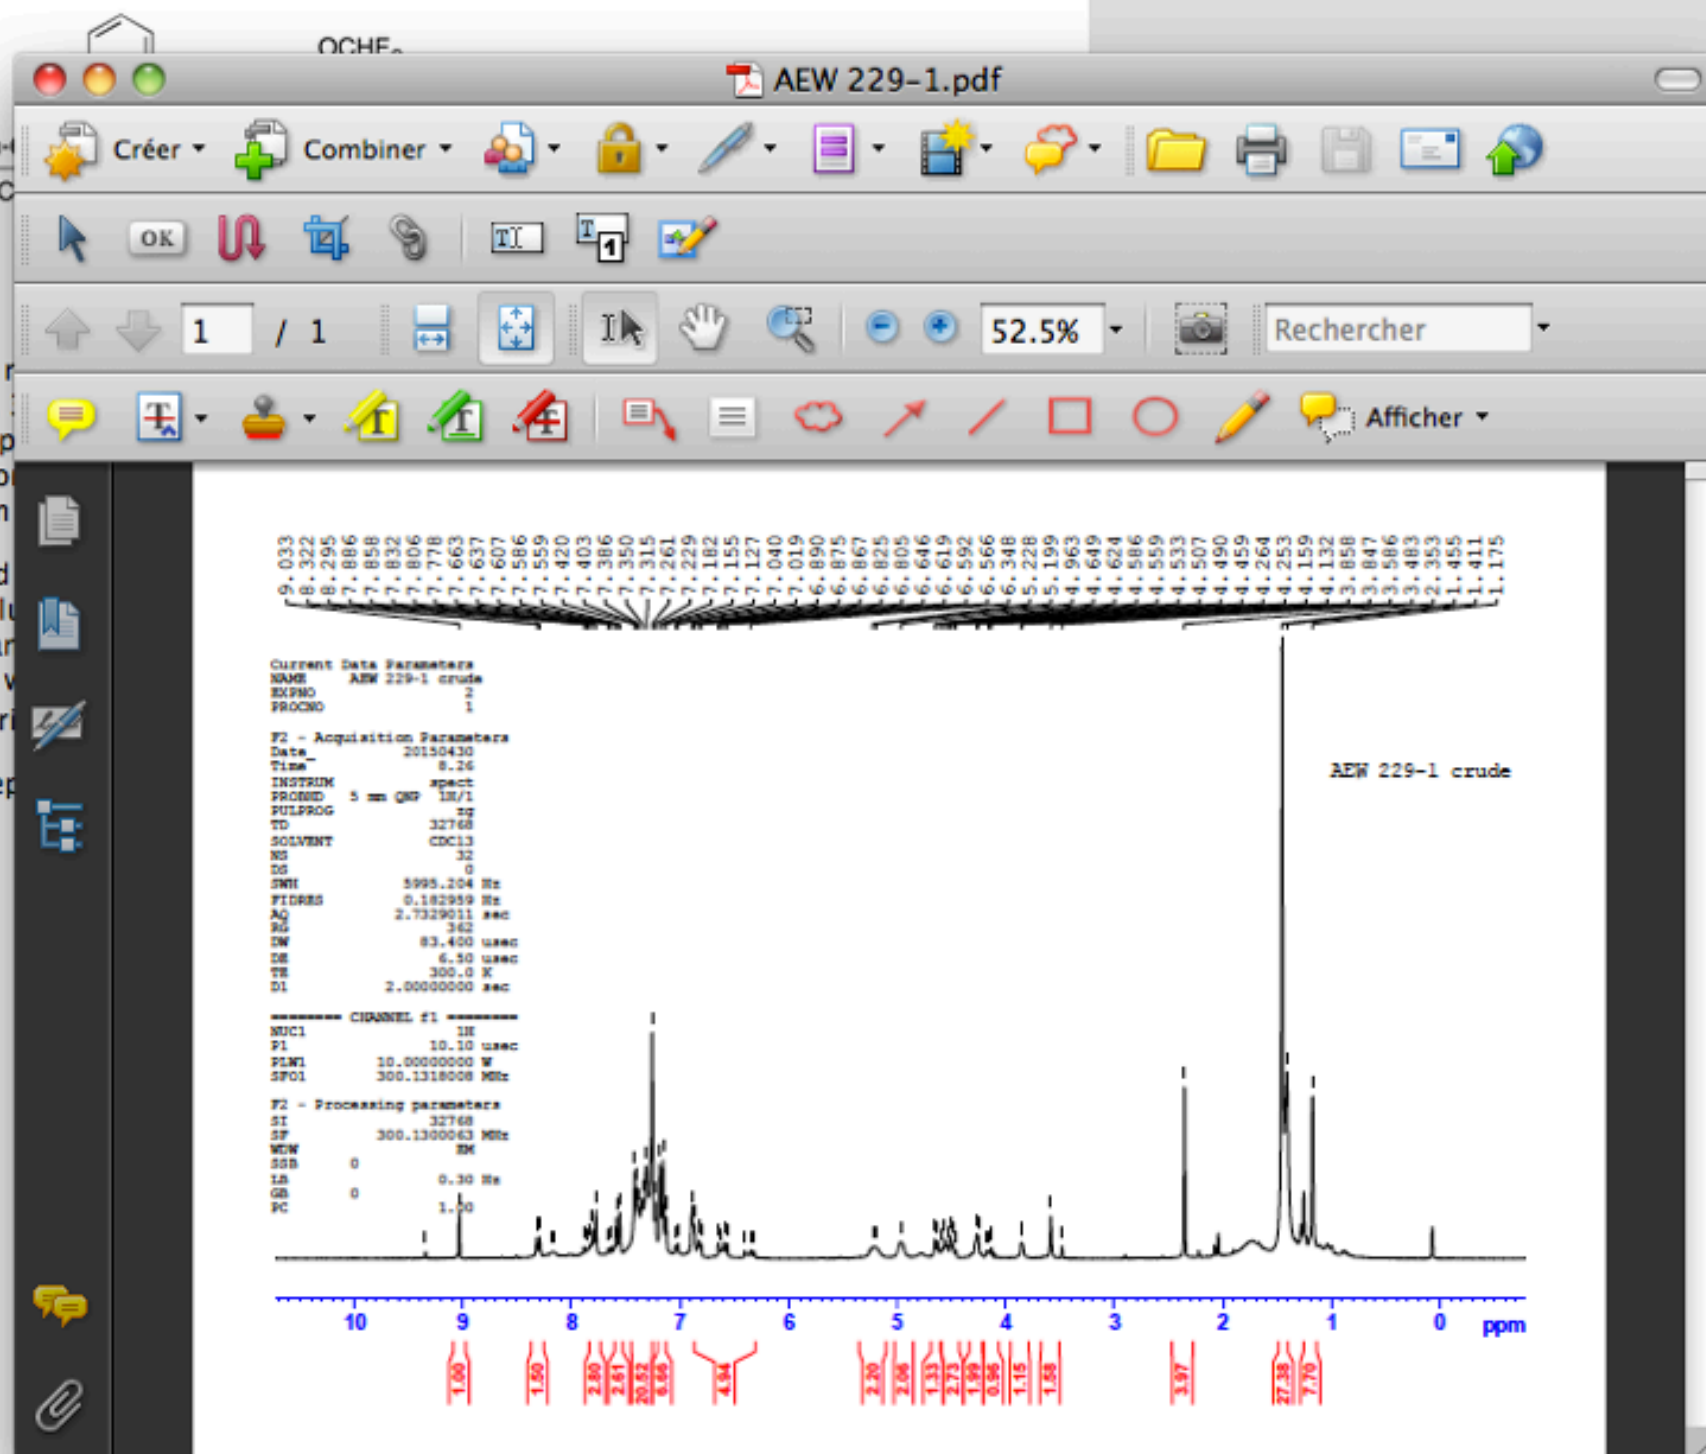 OCHF₂
AEW 229-1.pdf
Créer
Combiner
OK
1 / 1
52.5%
Rechercher
Afficher
9.033
8.322
8.295
7.886
7.858
7.832
7.806
7.778
7.663
7.637
7.607
7.586
7.559
7.420
7.403
7.386
7.350
7.315
7.261
7.229
7.182
7.155
7.127
7.040
7.019
6.890
6.875
6.867
6.825
6.805
6.646
6.619
6.592
6.566
6.348
5.228
5.199
4.963
4.649
4.624
4.586
4.559
4.533
4.507
4.490
4.459
4.264
4.253
4.159
4.132
3.858
3.847
3.586
3.483
2.353
1.455
1.411
1.175
Current Data Parameters
NAME AEW 229-1 crude
EXPNO 2
PROCNO 1
F2 - Acquisition Parameters
Date_ 20150430
Time 8.26
INSTRUM spect
PROBHD 5 mm QNP 1H/1
PULPROG zg
TD 32768
SOLVENT CDCl3
NS 32
DS 0
SWH 5995.204 Hz
FIDRES 0.182959 Hz
AQ 2.7329011 sec
RG 362
DW 83.400 usec
DE 6.50 usec
TE 300.0 K
D1 2.00000000 sec
======== CHANNEL f1 ========
NUC1 1H
P1 10.10 usec
PLW1 10.00000000 W
SFO1 300.1318008 MHz
F2 - Processing parameters
SI 32768
SF 300.1300063 MHz
WDW EM
SSB 0
LB 0.30 Hz
GB 0
PC 1.00
AEW 229-1 crude
10 9 8 7 6 5 4 3 2 1 0 ppm
1.00
1.50
2.80
2.61
20.52
6.66
4.94
2.20
2.06
1.33
2.73
1.99
0.96
1.15
1.58
3.97
27.38
7.70